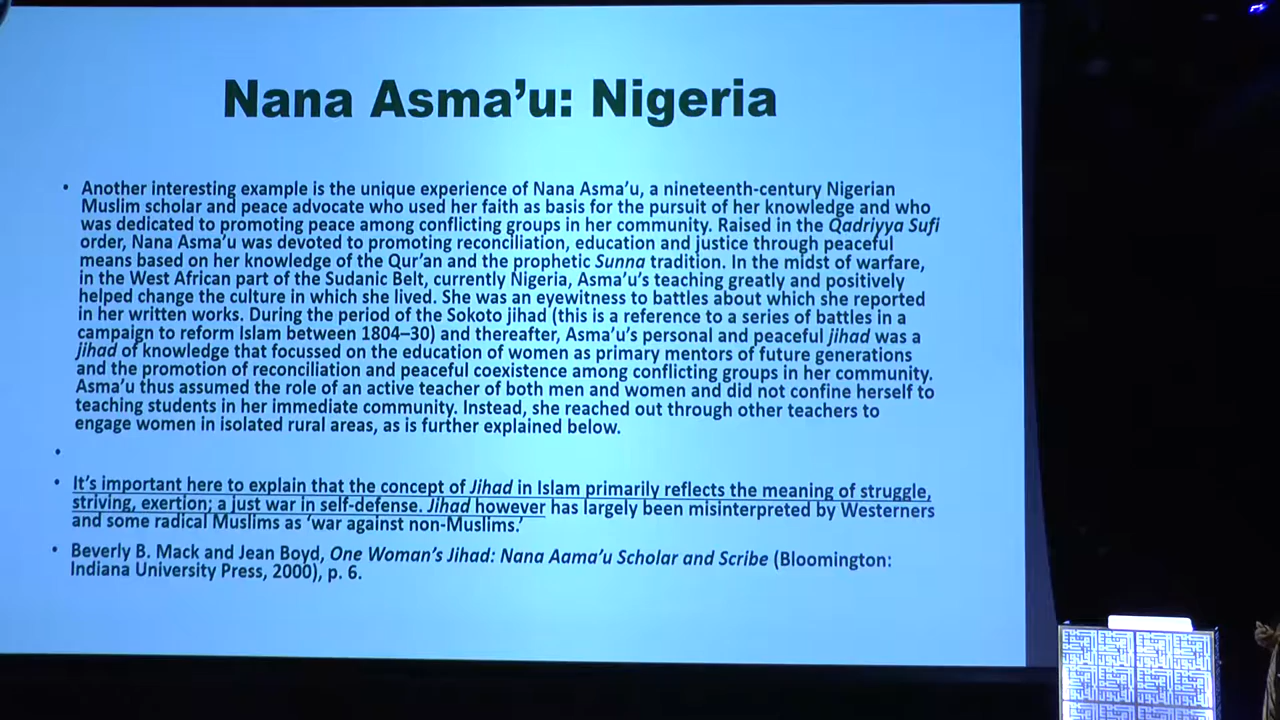 Nana Asma’u: Nigeria
• Another interesting example is the unique experience of Nana Asma’u, a nineteenth-century Nigerian
Muslim scholar and peace advocate who used her faith as basis for the pursuit of her knowledge and who
was dedicated to promoting peace among conflicting groups in her community. Raised in the Qadriyya Sufi
order, Nana Asma’u was devoted to promoting reconciliation, education and justice through peaceful
means based on her knowledge of the Qur’an and the prophetic Sunna tradition. In the midst of warfare,
in the West African part of the Sudanic Belt, currently Nigeria, Asma’u’s teaching greatly and positively
helped change the culture in which she lived. She was an eyewitness to battles about which she reported
in her written works. During the period of the Sokoto jihad (this is a reference to a series of battles in a
campaign to reform Islam between 1804–30) and thereafter, Asma’u’s personal and peaceful jihad was a
jihad of knowledge that focussed on the education of women as primary mentors of future generations
and the promotion of reconciliation and peaceful coexistence among conflicting groups in her community.
Asma’u thus assumed the role of an active teacher of both men and women and did not confine herself to
teaching students in her immediate community. Instead, she reached out through other teachers to
engage women in isolated rural areas, as is further explained below.
•
• It’s important here to explain that the concept of Jihad in Islam primarily reflects the meaning of struggle,
striving, exertion; a just war in self-defense. Jihad however has largely been misinterpreted by Westerners
and some radical Muslims as ‘war against non-Muslims.’
• Beverly B. Mack and Jean Boyd, One Woman’s Jihad: Nana Aama’u Scholar and Scribe (Bloomington:
Indiana University Press, 2000), p. 6.